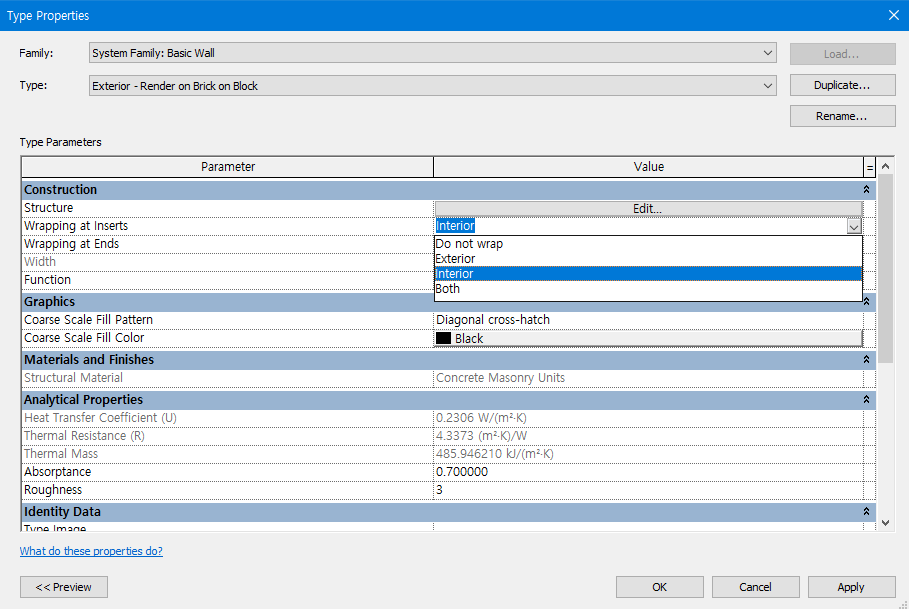 Type Properties
Family:
System Family: Basic Wall
Load...
Type:
Exterior - Render on Brick on Block
Duplicate...
Rename...
Type Parameters
Parameter Value =
Construction
Structure Edit...
Wrapping at Inserts Interior
Wrapping at Ends Do not wrap
Exterior
Width Interior
Function Both
Graphics
Coarse Scale Fill Pattern Diagonal cross-hatch
Coarse Scale Fill Color Black
Materials and Finishes
Structural Material Concrete Masonry Units
Analytical Properties
Heat Transfer Coefficient (U) 0.2306 W/(m²·K)
Thermal Resistance (R) 4.3373 (m²·K)/W
Thermal Mass 485.946210 kJ/(m²·K)
Absorptance 0.700000
Roughness 3
Identity Data
Type Image
What do these properties do?
<< Preview OK Cancel Apply